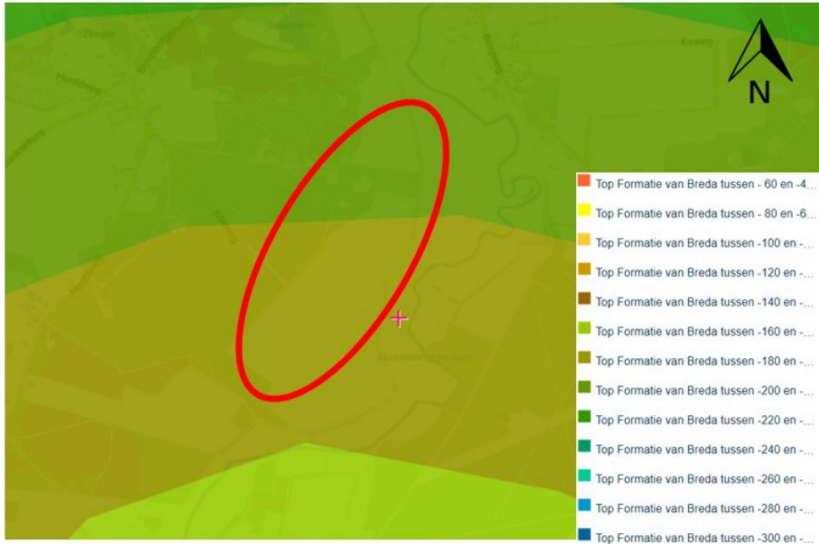 N
Top Formatie van Breda tussen - 60 en -4...
Top Formatie van Breda tussen - 80 en -6...
Top Formatie van Breda tussen -100 en -...
Top Formatie van Breda tussen -120 en -...
Top Formatie van Breda tussen -140 en -...
Top Formatie van Breda tussen -160 en -...
Top Formatie van Breda tussen -180 en -...
Top Formatie van Breda tussen -200 en -...
Top Formatie van Breda tussen -220 en -...
Top Formatie van Breda tussen -240 en -...
Top Formatie van Breda tussen -260 en -...
Top Formatie van Breda tussen -280 en -...
Top Formatie van Breda tussen -300 en -...